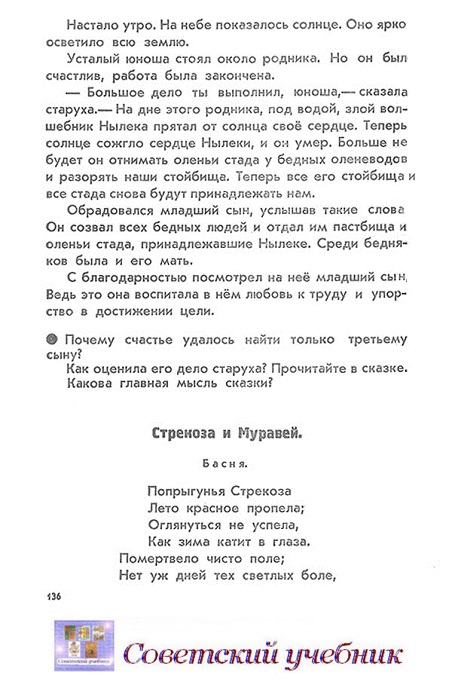 Настало утро. На небе показалось солнце. Оно ярко
осветило всю землю.
Усталый юноша стоял около родника. Но он был
счастлив, работа была закончена.
— Большое дело ты выполнил, юноша,— сказала
старуха.— На дне этого родника, под водой, злой вол-
шебник Нылека прятал от солнца своё сердце. Теперь
солнце сожгло сердце Нылеки, и он умер. Больше не
будет он отнимать оленьи стада у бедных оленеводов
и разорять наши стойбища. Теперь все его стойбища и
все стада снова будут принадлежать нам.
Обрадовался младший сын, услышав такие слова
Он созвал всех бедных людей и отдал им пастбища и
оленьи стада, принадлежавшие Нылеке. Среди бедня-
ков была и его мать.
С благодарностью посмотрел на неё младший сын,
Ведь это она воспитала в нём любовь к труду и упор-
ство в достижении цели.
Почему счастье удалось найти только третьему
сыну?
Как оценила его дело старуха? Прочитайте в сказке.
Какова главная мысль сказки?
Стрекоза и Муравей.
Басня.
Попрыгунья Стрекоза
Лето красное пропела;
Оглянуться не успела,
Как зима катит в глаза.
Помертвело чисто поле;
Нет уж дней тех светлых боле,
136
Советский учебник
Советский учебник